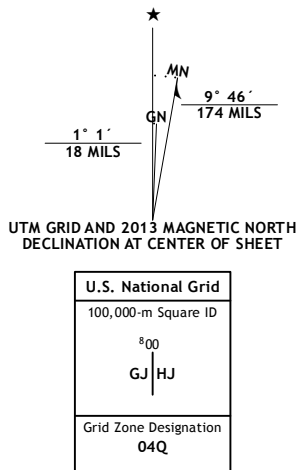 ★
MN
GN
9° 46´
174 MILS
1° 1´
18 MILS
UTM GRID AND 2013 MAGNETIC NORTH
DECLINATION AT CENTER OF SHEET
U.S. National Grid
100,000-m Square ID
⁸00
GJ HJ
Grid Zone Designation
04Q